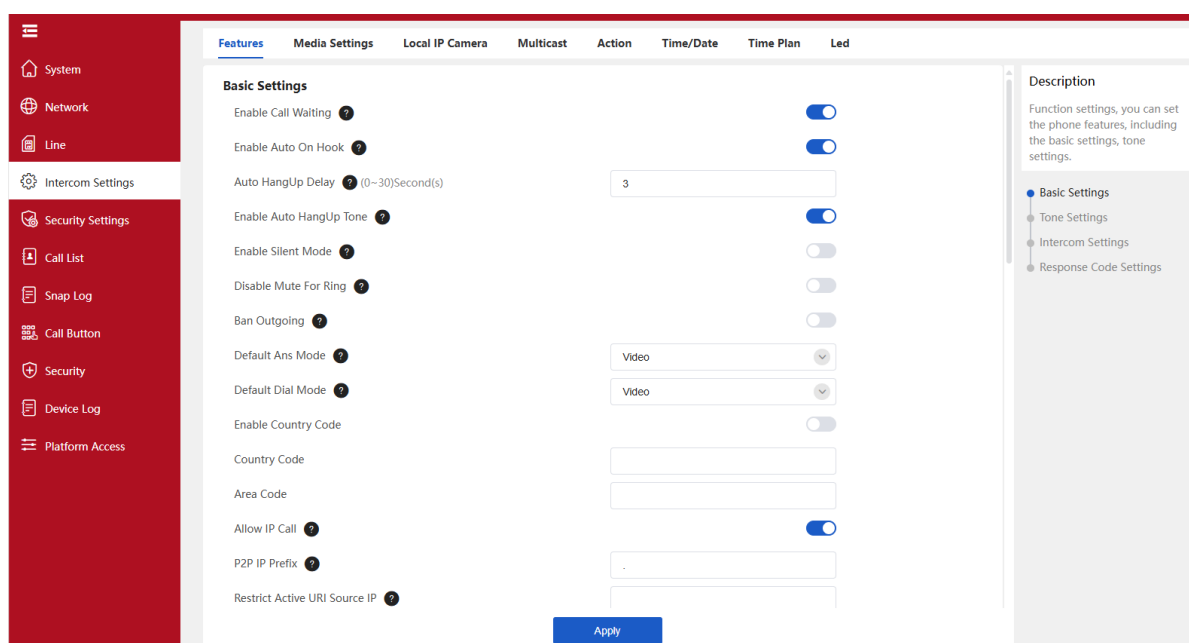 System
Network
Line
Intercom Settings
Security Settings
Call List
Snap Log
Call Button
Security
Device Log
Platform Access
Features Media Settings Local IP Camera Multicast Action Time/Date Time Plan Led
Basic Settings
Enable Call Waiting ?
Enable Auto On Hook ?
Auto HangUp Delay ? (0~30)Second(s) 3
Enable Auto HangUp Tone ?
Enable Silent Mode ?
Disable Mute For Ring ?
Ban Outgoing ?
Default Ans Mode ? Video
Default Dial Mode ? Video
Enable Country Code
Country Code
Area Code
Allow IP Call ?
P2P IP Prefix ? .
Restrict Active URI Source IP ?
Apply
Description
Function settings, you can set
the phone features, including
the basic settings, tone
settings.
Basic Settings
Tone Settings
Intercom Settings
Response Code Settings